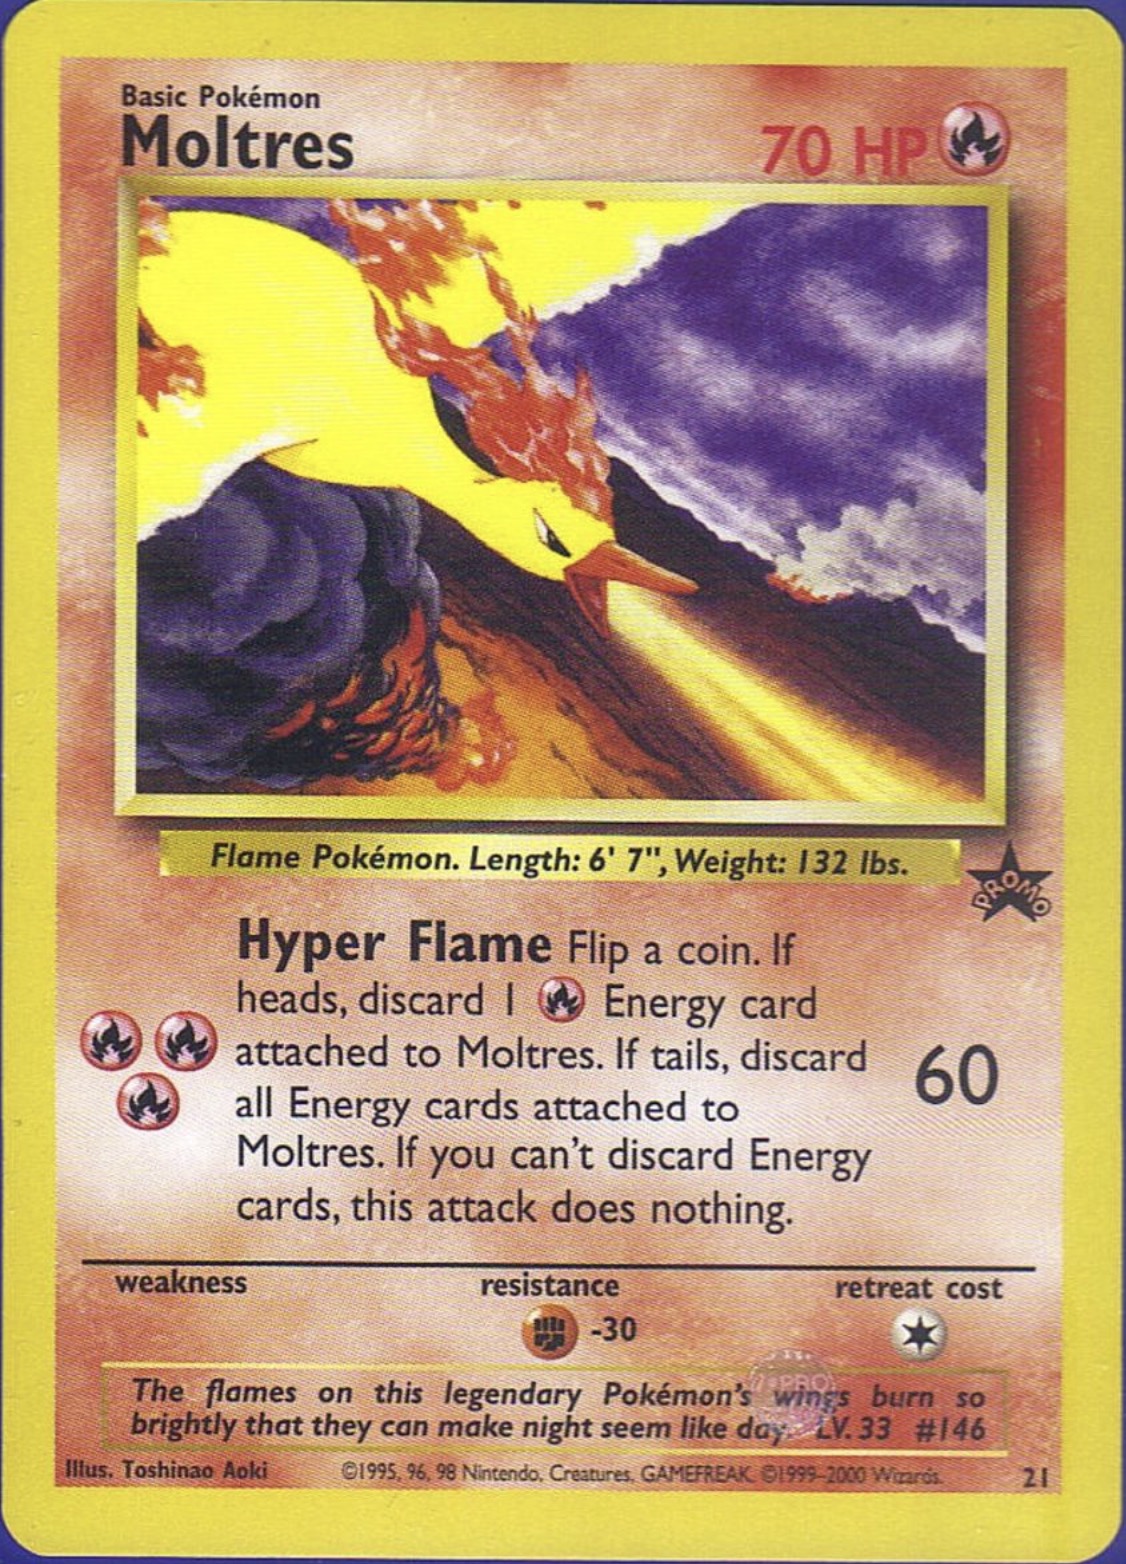 Basic Pokémon
Moltres
70 HP
Flame Pokémon. Length: 6' 7", Weight: 132 lbs.
PROMO
Hyper Flame Flip a coin. If
heads, discard 1 Energy card
attached to Moltres. If tails, discard
all Energy cards attached to
Moltres. If you can't discard Energy
cards, this attack does nothing.
60
weakness resistance retreat cost
-30
The flames on this legendary Pokémon's wings burn so
brightly that they can make night seem like day. LV. 33 #146
Illus. Toshinao Aoki ©1995, 96, 98 Nintendo, Creatures, GAMEFREAK. ©1999–2000 Wizards. 21